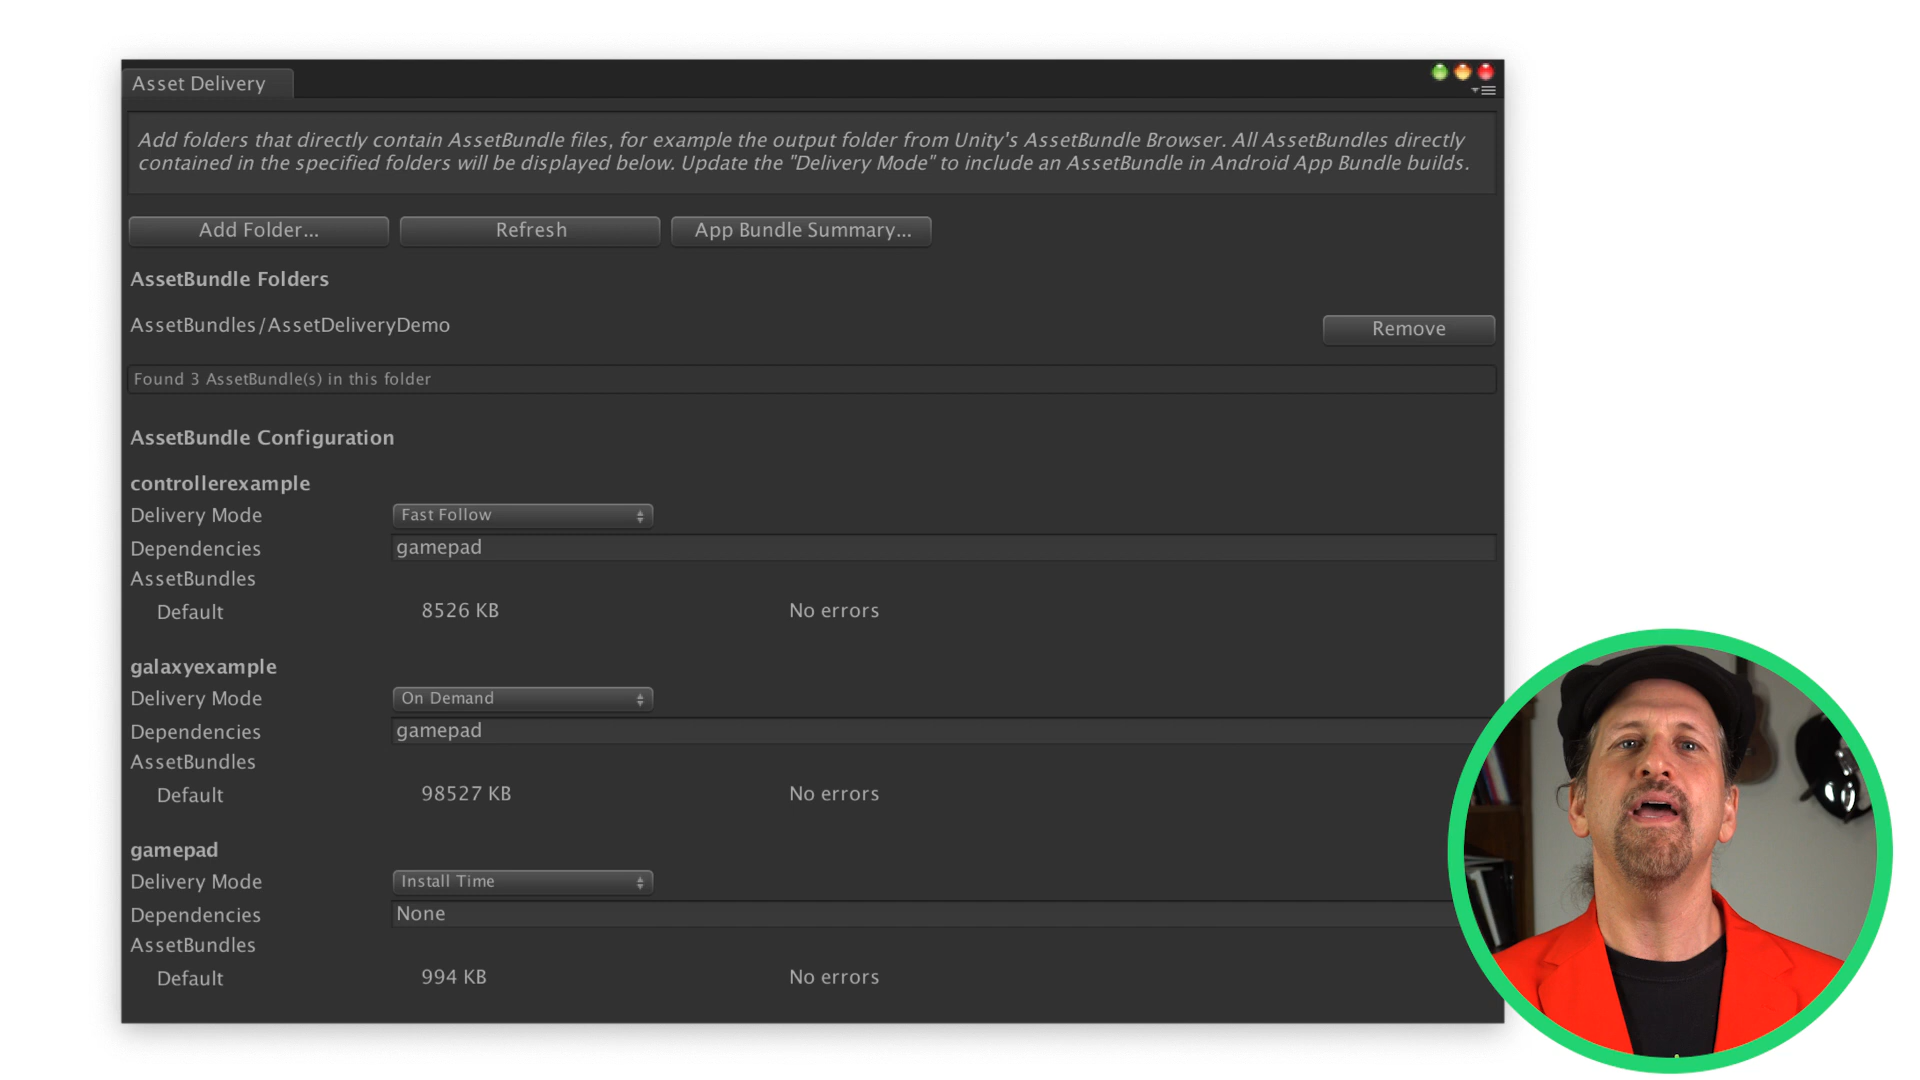 Asset Delivery
Add folders that directly contain AssetBundle files, for example the output folder from Unity's AssetBundle Browser. All AssetBundles directly
contained in the specified folders will be displayed below. Update the "Delivery Mode" to include an AssetBundle in Android App Bundle builds.
Add Folder... Refresh App Bundle Summary...
AssetBundle Folders
AssetBundles/AssetDeliveryDemo Remove
Found 3 AssetBundle(s) in this folder
AssetBundle Configuration
controllerexample
Delivery Mode Fast Follow
Dependencies gamepad
AssetBundles
Default 8526 KB No errors
galaxyexample
Delivery Mode On Demand
Dependencies gamepad
AssetBundles
Default 98527 KB No errors
gamepad
Delivery Mode Install Time
Dependencies None
AssetBundles
Default 994 KB No errors